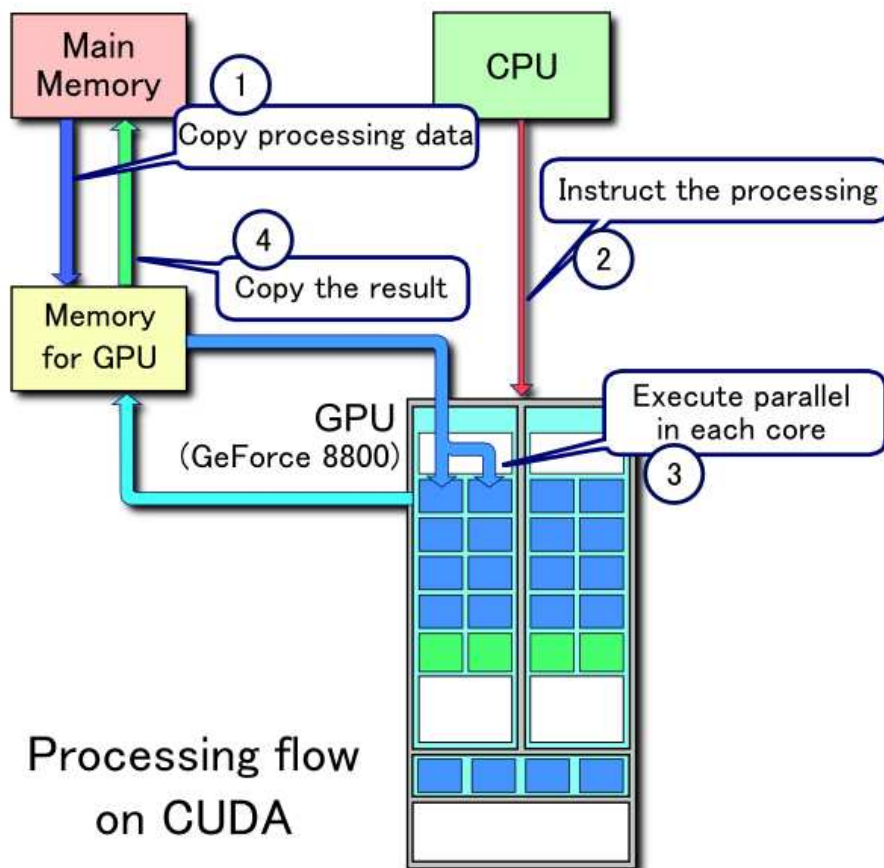 Main
Memory
CPU
1
Copy processing data
Instruct the processing
2
4
Copy the result
Memory
for GPU
Execute parallel
in each core
3
GPU
(GeForce 8800)
Processing flow
on CUDA